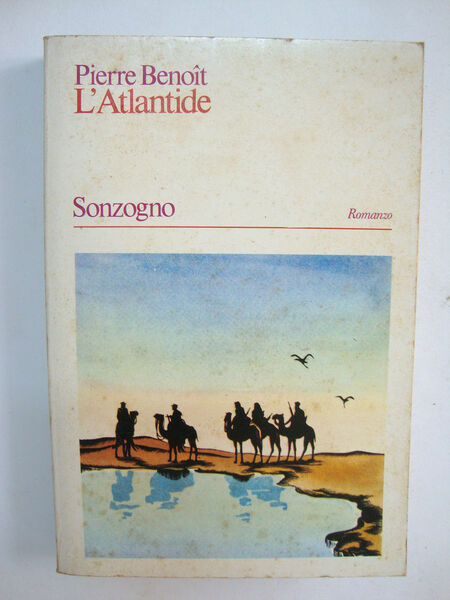 Pierre Benoît
L'Atlantide
Sonzogno
Romanzo